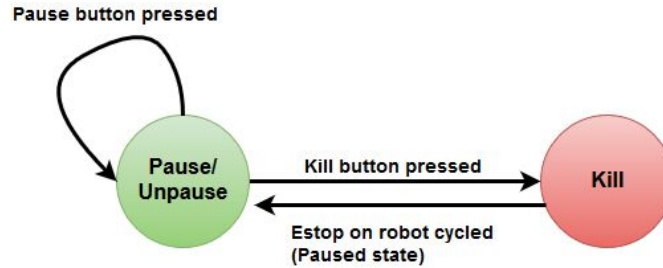 Pause button pressed
Pause/
Unpause
Kill button pressed
Kill
Estop on robot cycled
(Paused state)